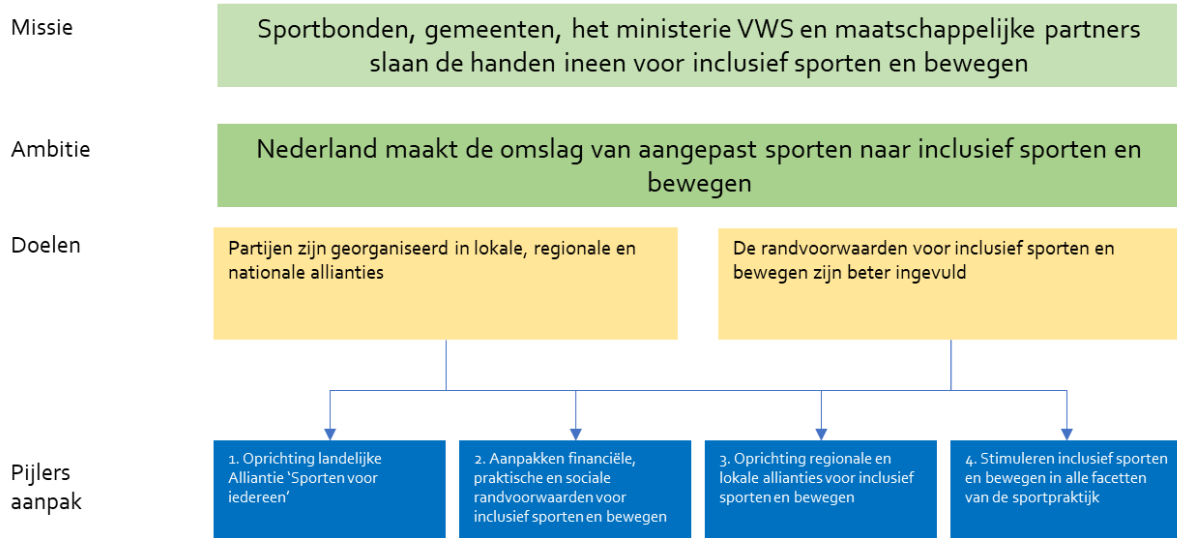 Missie
Sportbonden, gemeenten, het ministerie VWS en maatschappelijke partners
slaan de handen ineen voor inclusief sporten en bewegen
Ambitie
Nederland maakt de omslag van aangepast sporten naar inclusief sporten en
bewegen
Doelen
Partijen zijn georganiseerd in lokale, regionale en
nationale allianties
De randvoorwaarden voor inclusief sporten en
bewegen zijn beter ingevuld
Pijlers
aanpak
1. Oprichting landelijke
Alliantie ‘Sporten voor
iedereen’
2. Aanpakken financiële,
praktische en sociale
randvoorwaarden voor
inclusief sporten en bewegen
3. Oprichting regionale en
lokale allianties voor inclusief
sporten en bewegen
4. Stimuleren inclusief sporten
en bewegen in alle facetten
van de sportpraktijk